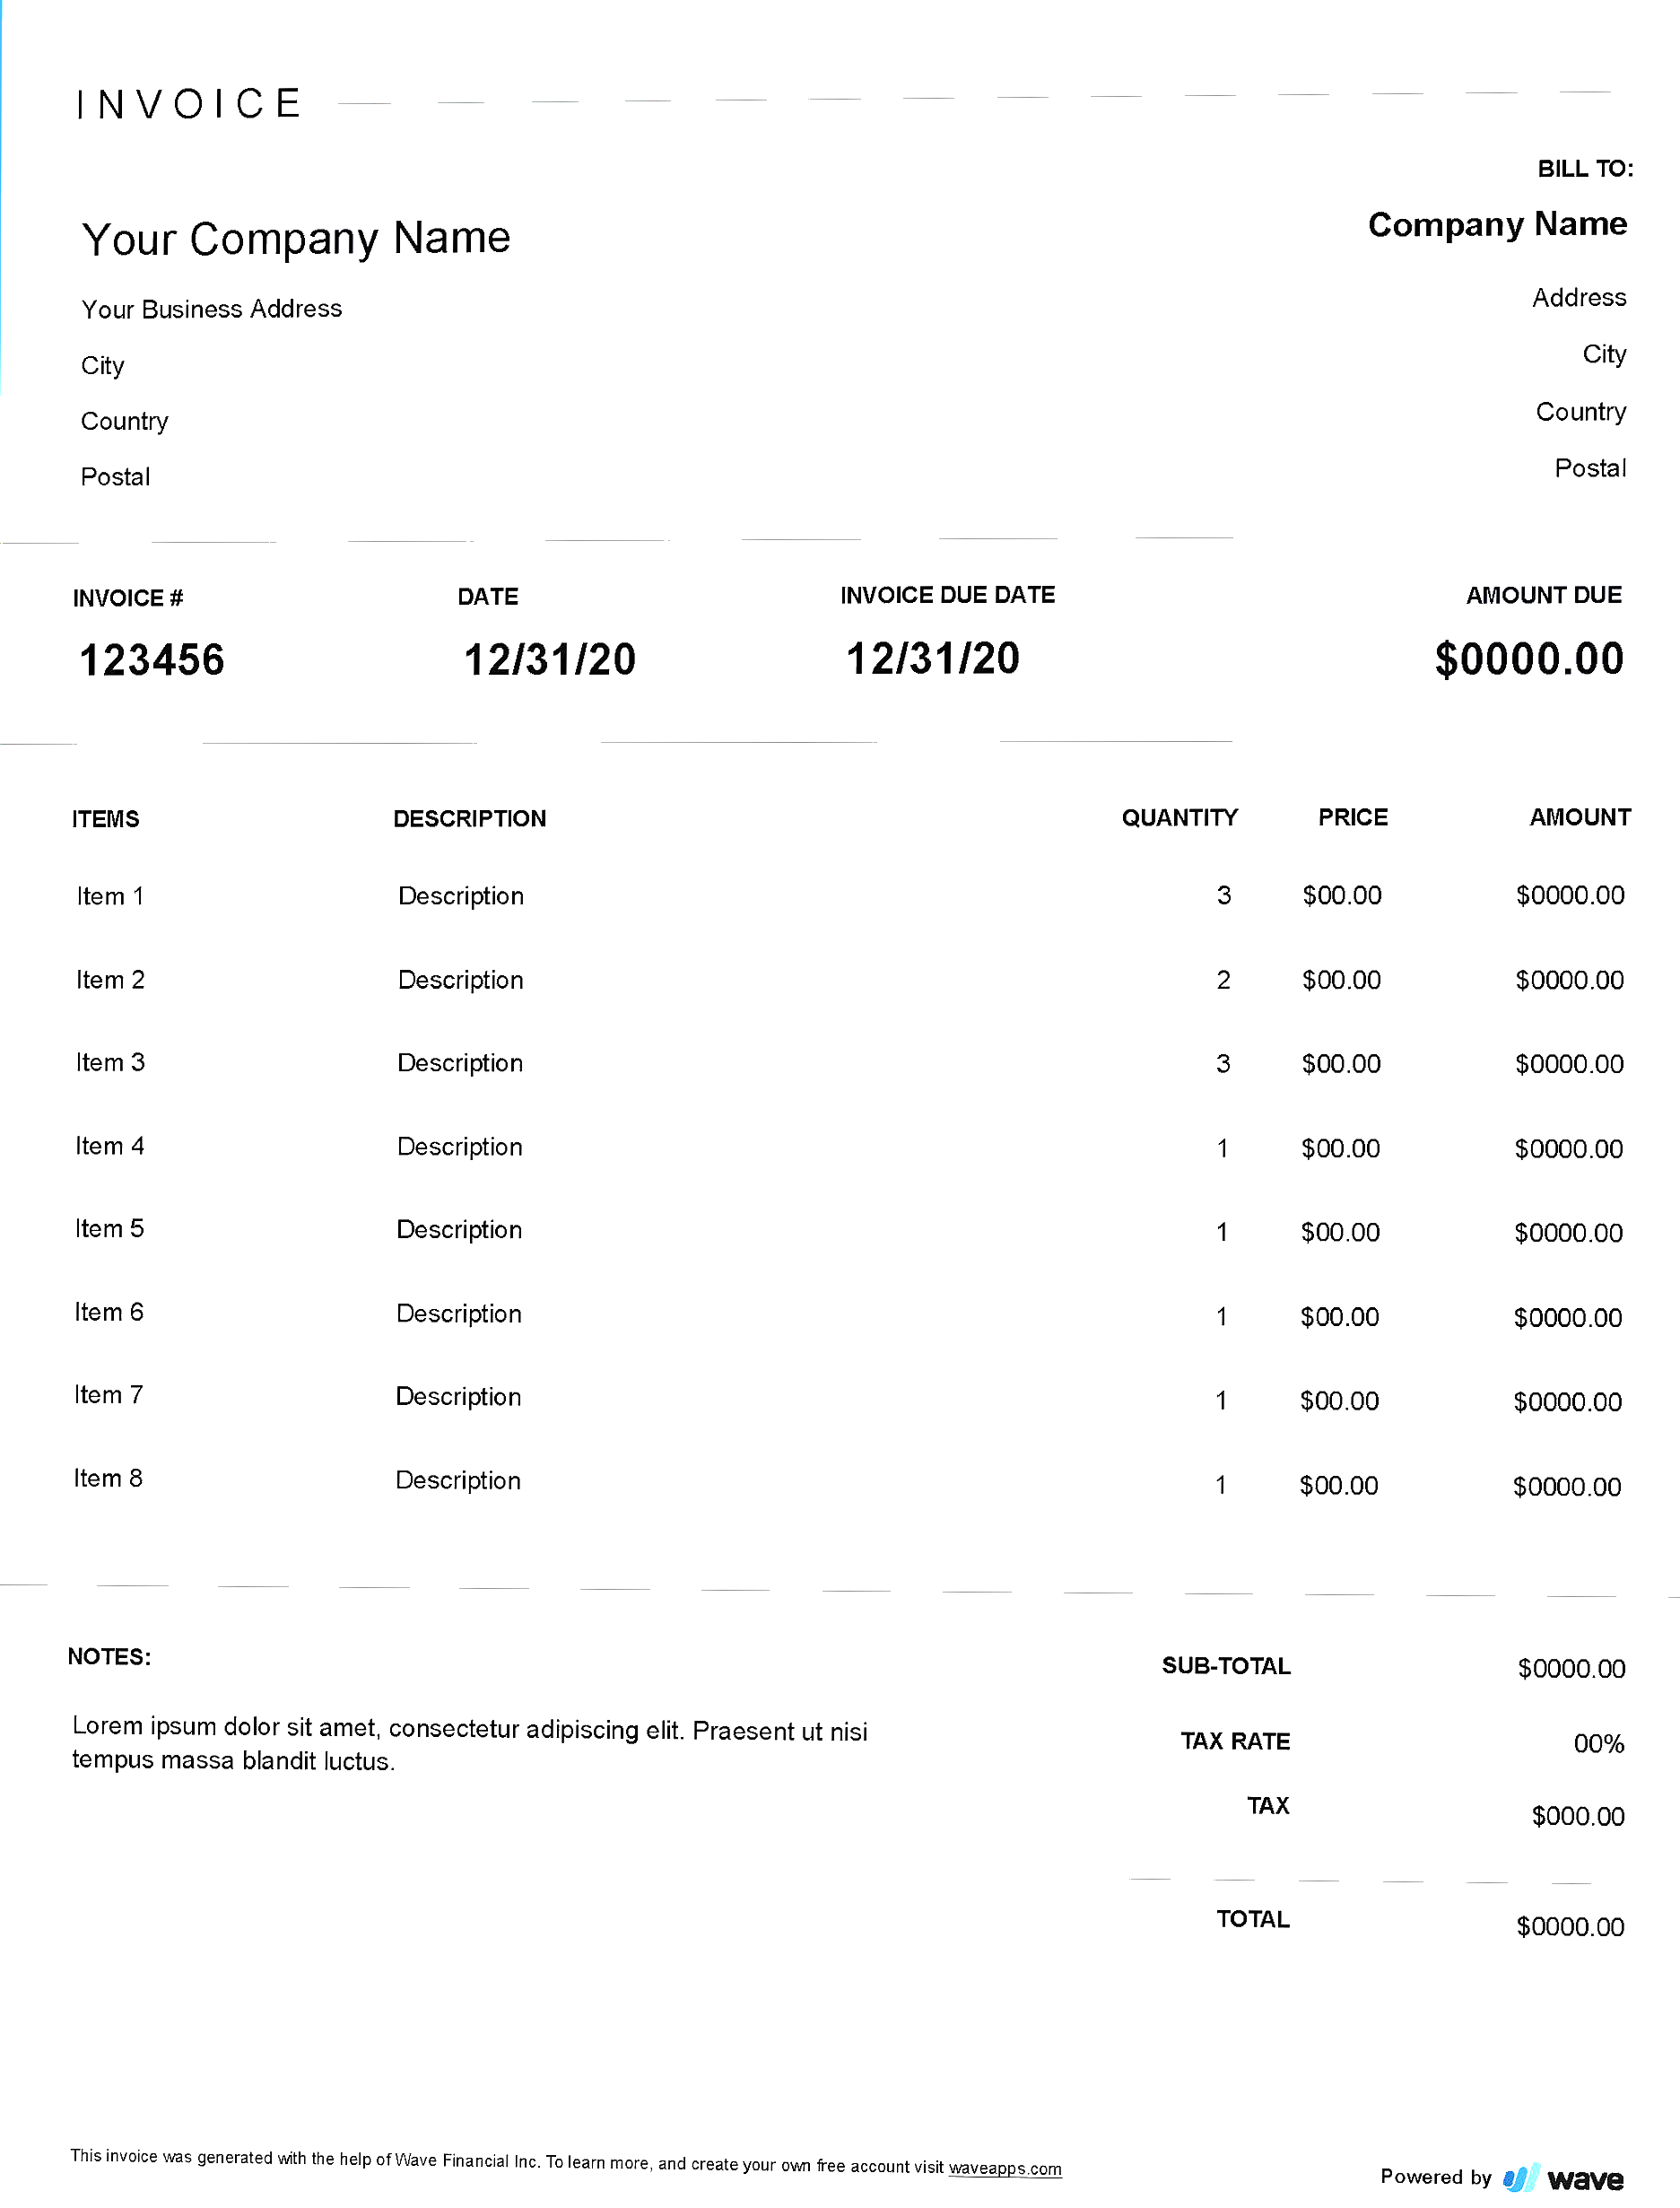 INVOICE
BILL TO:
Your Company Name
Company Name
Your Business Address
Address
City
City
Country
Country
Postal
Postal
INVOICE # DATE INVOICE DUE DATE AMOUNT DUE
123456 12/31/20 12/31/20 $0000.00
ITEMS DESCRIPTION QUANTITY PRICE AMOUNT
Item 1 Description 3 $00.00 $0000.00
Item 2 Description 2 $00.00 $0000.00
Item 3 Description 3 $00.00 $0000.00
Item 4 Description 1 $00.00 $0000.00
Item 5 Description 1 $00.00 $0000.00
Item 6 Description 1 $00.00 $0000.00
Item 7 Description 1 $00.00 $0000.00
Item 8 Description 1 $00.00 $0000.00
NOTES:
Lorem ipsum dolor sit amet, consectetur adipiscing elit. Praesent ut nisi
tempus massa blandit luctus.
SUB-TOTAL $0000.00
TAX RATE 00%
TAX $000.00
TOTAL $0000.00
This invoice was generated with the help of Wave Financial Inc. To learn more, and create your own free account visit waveapps.com
Powered by wave